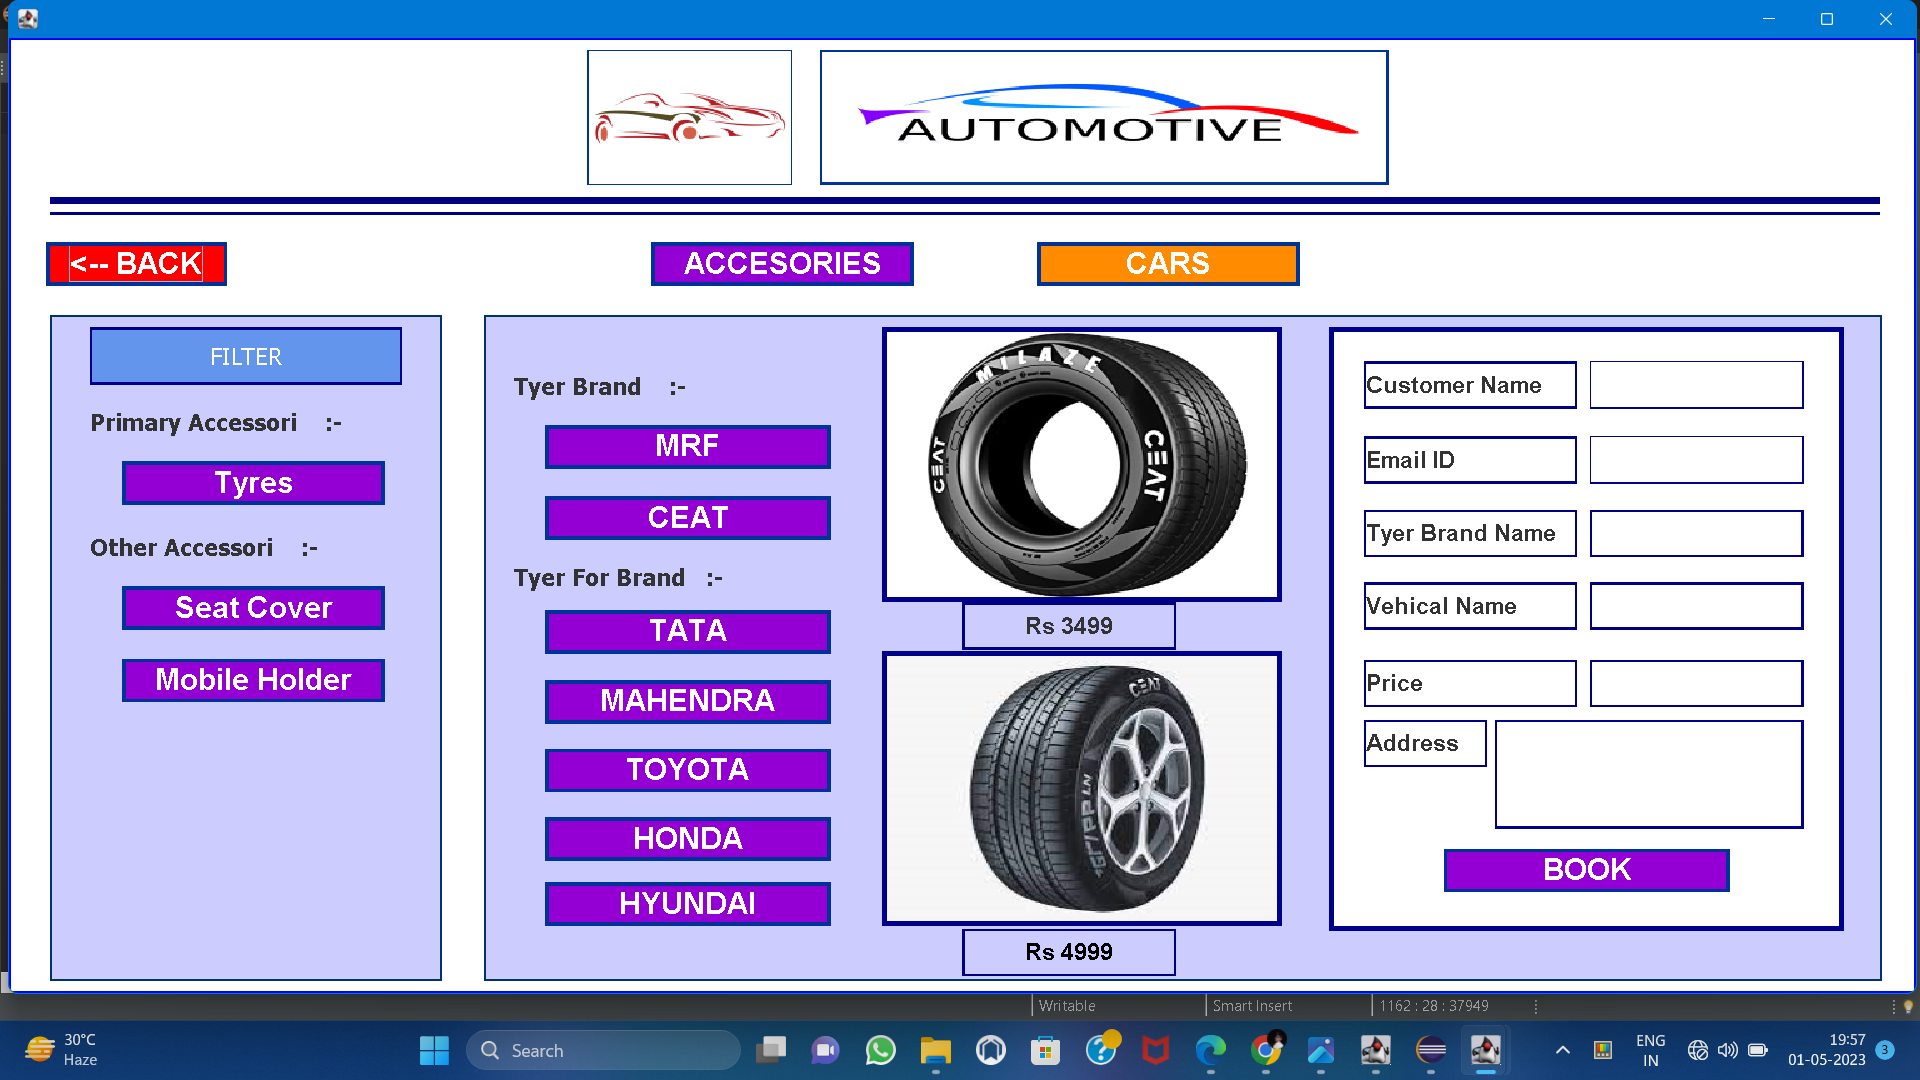 AUTOMOTIVE
<-- BACK
ACCESORIES
CARS
FILTER
Primary Accessori :-
Tyres
Other Accessori :-
Seat Cover
Mobile Holder
Tyer Brand :-
MRF
CEAT
Tyer For Brand :-
TATA
MAHENDRA
TOYOTA
HONDA
HYUNDAI
MILAZE
CEAT
CEAT
Rs 3499
CEAT
Rs 4999
Customer Name
Email ID
Tyer Brand Name
Vehical Name
Price
Address
BOOK
Writable
Smart Insert
1162 : 28 : 37949
30°C
Haze
Search
ENG
IN
19:57
01-05-2023
3